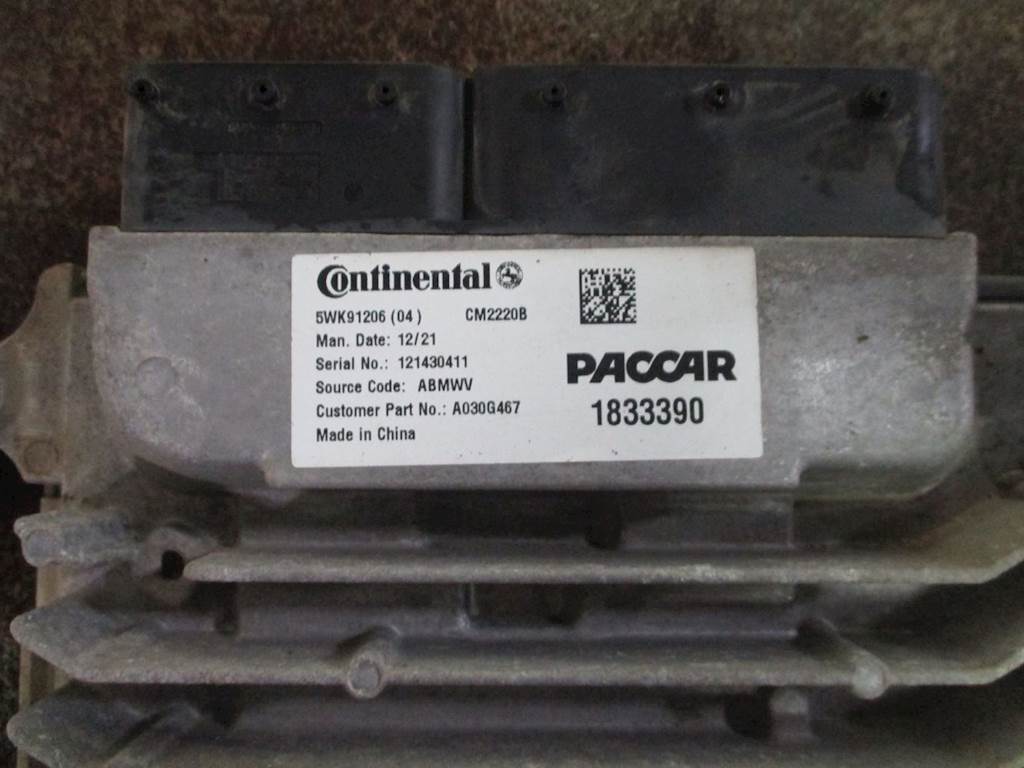 Continental
5WK91206 (04 ) CM2220B
Man. Date: 12/21
Serial No.: 121430411
Source Code: ABMWV
Customer Part No.: A030G467
Made in China
PACCAR
1833390